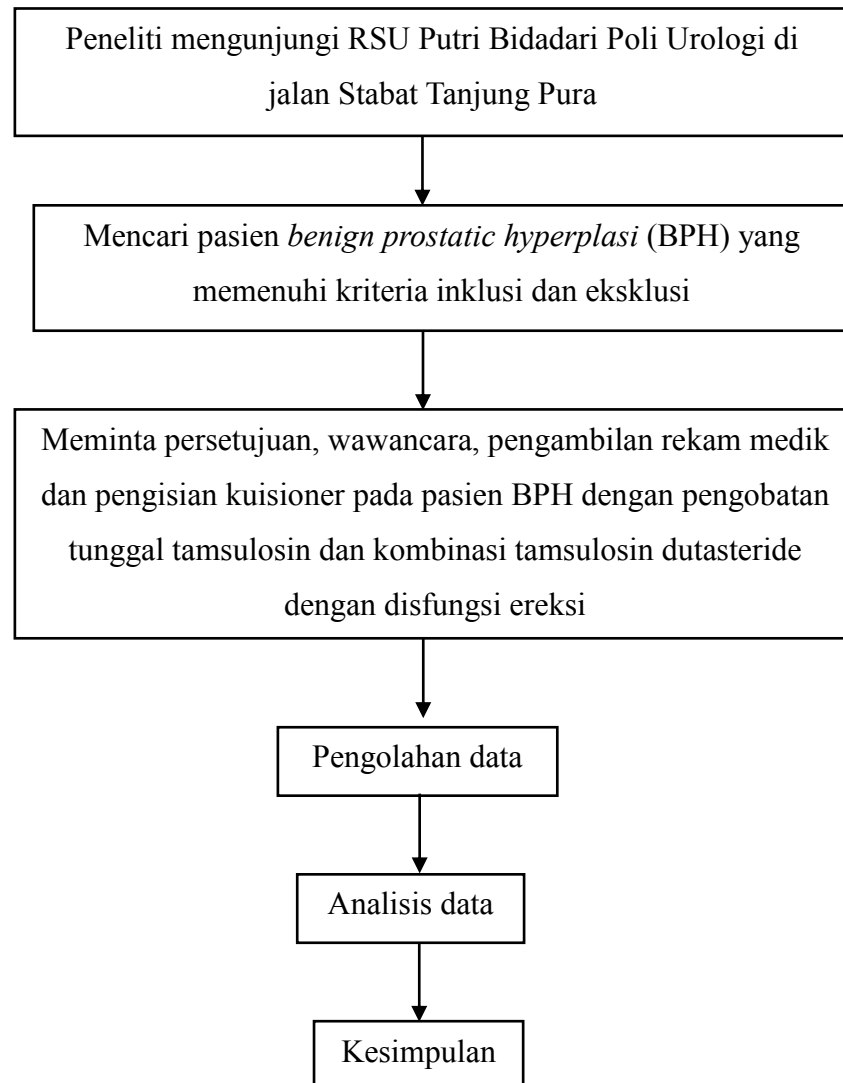 Peneliti mengunjungi RSU Putri Bidadari Poli Urologi di
jalan Stabat Tanjung Pura
Mencari pasien benign prostatic hyperplasi (BPH) yang
memenuhi kriteria inklusi dan eksklusi
Meminta persetujuan, wawancara, pengambilan rekam medik
dan pengisian kuisioner pada pasien BPH dengan pengobatan
tunggal tamsulosin dan kombinasi tamsulosin dutasteride
dengan disfungsi ereksi
Pengolahan data
Analisis data
Kesimpulan